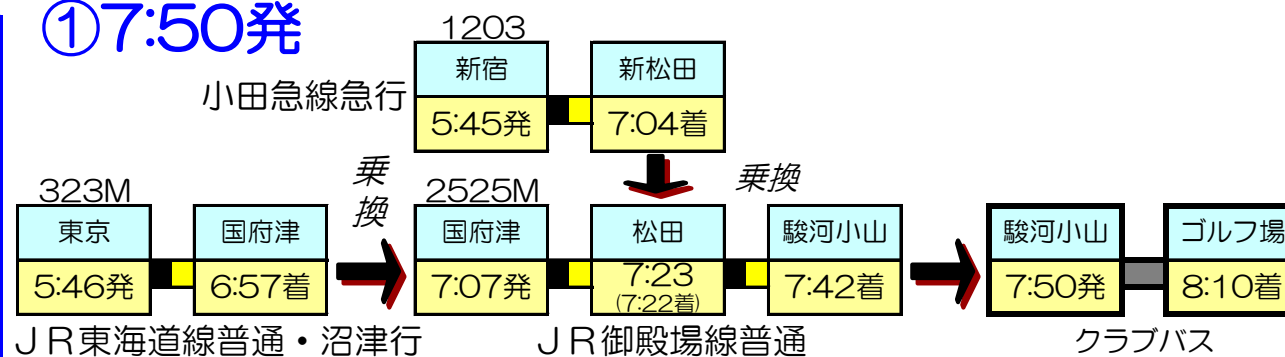 ①7:50発
1203
新宿 新松田
小田急線急行
5:45発 7:04着
乗換 乗換
323M 2525M
東京 国府津 国府津 松田 駿河小山 駿河小山 ゴルフ場
5:46発 6:57着 7:07発 7:23 7:42着 7:50発 8:10着
(7:22着)
JR東海道線普通・沼津行 JR御殿場線普通 クラブバス